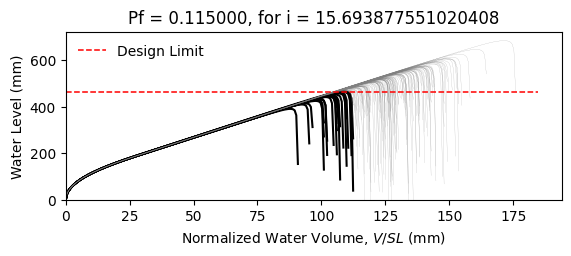 Pf = 0.115000, for i = 15.693877551020408
Design Limit
Water Level (mm)
600
400
200
0
0 25 50 75 100 125 150 175
Normalized Water Volume, V/SL (mm)